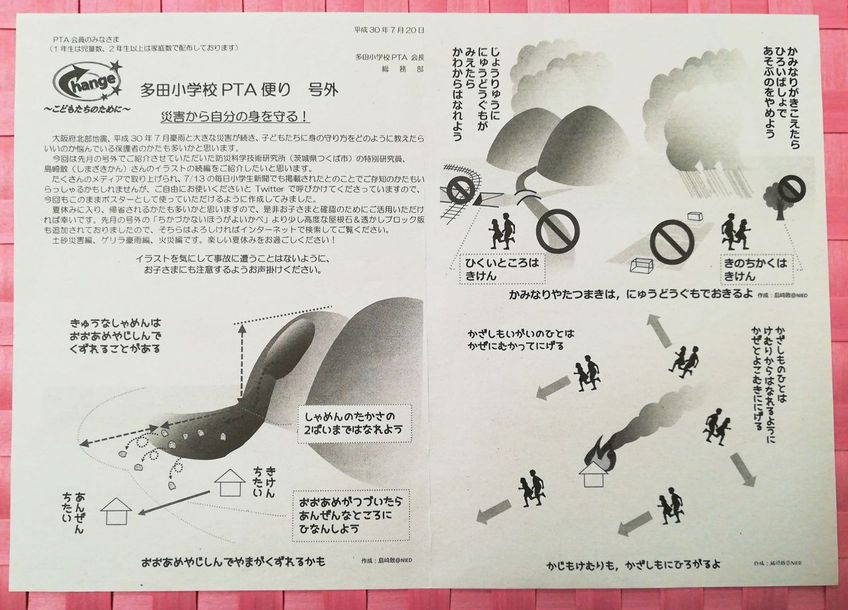 平成30年7月20日
PTA会員のみなさま
(1年生は児童数、2年生以上は家庭数で配布しております)
多田小学校PTA 会長
総務部
Change
～こどもたちのために～
多田小学校PTA便り 号外
災害から自分の身を守る！
大阪府北部地震、平成30年7月豪雨と大きな災害が続き、子どもたちに身の守り方をどのように教えたら
いいのか悩んでいる保護者のかたも多いかと思います。
今回は先月の号外でご紹介させていただいた防災科学技術研究所(茨城県つくば市)の特別研究員、
島崎敢(しまざきかん)さんのイラストの続編をご紹介したいと思います。
たくさんのメディアで取り上げられ、7/13の毎日小学生新聞でも掲載されたとのことでご存知のかたもい
らっしゃるかもしれませんが、ご自由にお使いくださいと Twitter で呼びかけてくださっていますので、
今回もこのままポスターとして使っていただけるように作成してみました。
夏休みに入り、帰省されるかたも多いかと思いますので、是非お子さまと確認のためにご活用いただけれ
ば幸いです。先月の号外の「ちかづかないほうがよいかべ」より少し高度な屋根石＆透かしブロック版
も追加されておりましたので、そちらはよろしければインターネットで検索してご覧ください。
土砂災害編、ゲリラ豪雨編、火災編です。楽しい夏休みをお過ごしください！
イラストを気にして事故に遭うことはないように、
お子さまにも注意するようお声掛けください。
きゅうなしゃめんは
おおあめやじしんで
くずれることがある
しゃめんのたかさの
2ばいまではなれよう
きけん
ちたい
あんぜん
ちたい
おおあめがつづいたら
あんぜんなところに
ひなんしよう
おおあめやじしんでやまがくずれるかも
作成：島崎敢@NIED
じょうりゅうに
にゅうどうぐもが
みえたら
かわからはなれよう
かみなりがきこえたら
ひろいばしょで
あそぶのをやめよう
ひくいところは
きけん
きのちかくは
きけん
かみなりやたつまきは，にゅうどうぐもでおきるよ
作成：島崎敢@NIED
かざしもいがいのひとは
かぜにむかってにげる
かざしものひとは
けむりからはなれるように
かぜとよこむきににげる
かじもけむりも，かざしもにひろがるよ
作成：島崎敢@NIED